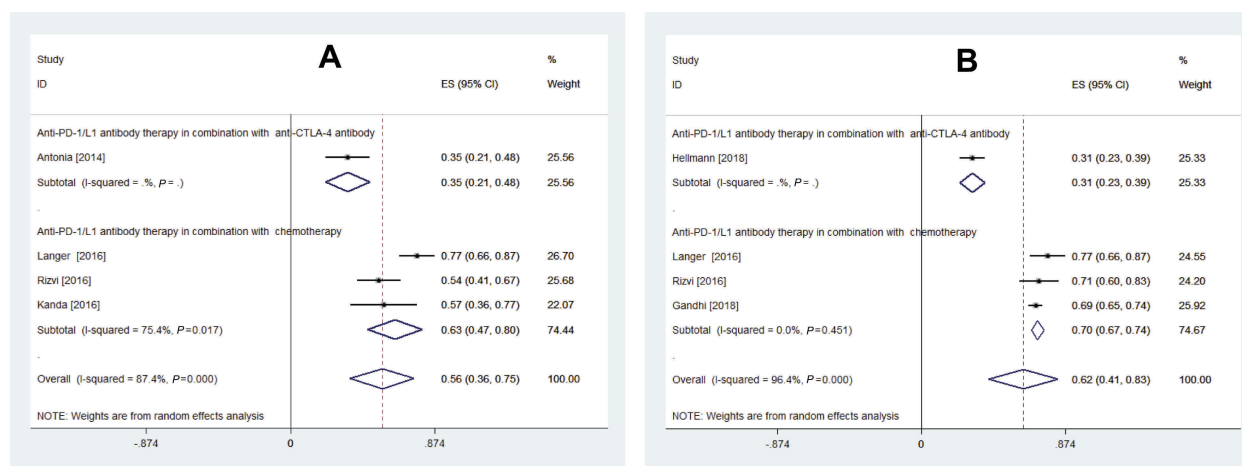 A
Study %
ID ES (95% CI) Weight
Anti-PD-1/L1 antibody therapy in combination with anti-CTLA-4 antibody
Antonia [2014] 0.35 (0.21, 0.48) 25.56
Subtotal (I-squared = .%, P = .) 0.35 (0.21, 0.48) 25.56
.
Anti-PD-1/L1 antibody therapy in combination with chemotherapy
Langer [2016] 0.77 (0.66, 0.87) 26.70
Rizvi [2016] 0.54 (0.41, 0.67) 25.68
Kanda [2016] 0.57 (0.36, 0.77) 22.07
Subtotal (I-squared = 75.4%, P=0.017) 0.63 (0.47, 0.80) 74.44
.
Overall (I-squared = 87.4%, P=0.000) 0.56 (0.36, 0.75) 100.00
NOTE: Weights are from random effects analysis
-.874 0 .874
B
Study %
ID ES (95% CI) Weight
Anti-PD-1/L1 antibody therapy in combination with anti-CTLA-4 antibody
Hellmann [2018] 0.31 (0.23, 0.39) 25.33
Subtotal (I-squared = .%, P = .) 0.31 (0.23, 0.39) 25.33
.
Anti-PD-1/L1 antibody therapy in combination with chemotherapy
Langer [2016] 0.77 (0.66, 0.87) 24.55
Rizvi [2016] 0.71 (0.60, 0.83) 24.20
Gandhi [2018] 0.69 (0.65, 0.74) 25.92
Subtotal (I-squared = 0.0%, P=0.451) 0.70 (0.67, 0.74) 74.67
.
Overall (I-squared = 96.4%, P=0.000) 0.62 (0.41, 0.83) 100.00
NOTE: Weights are from random effects analysis
-.874 0 .874